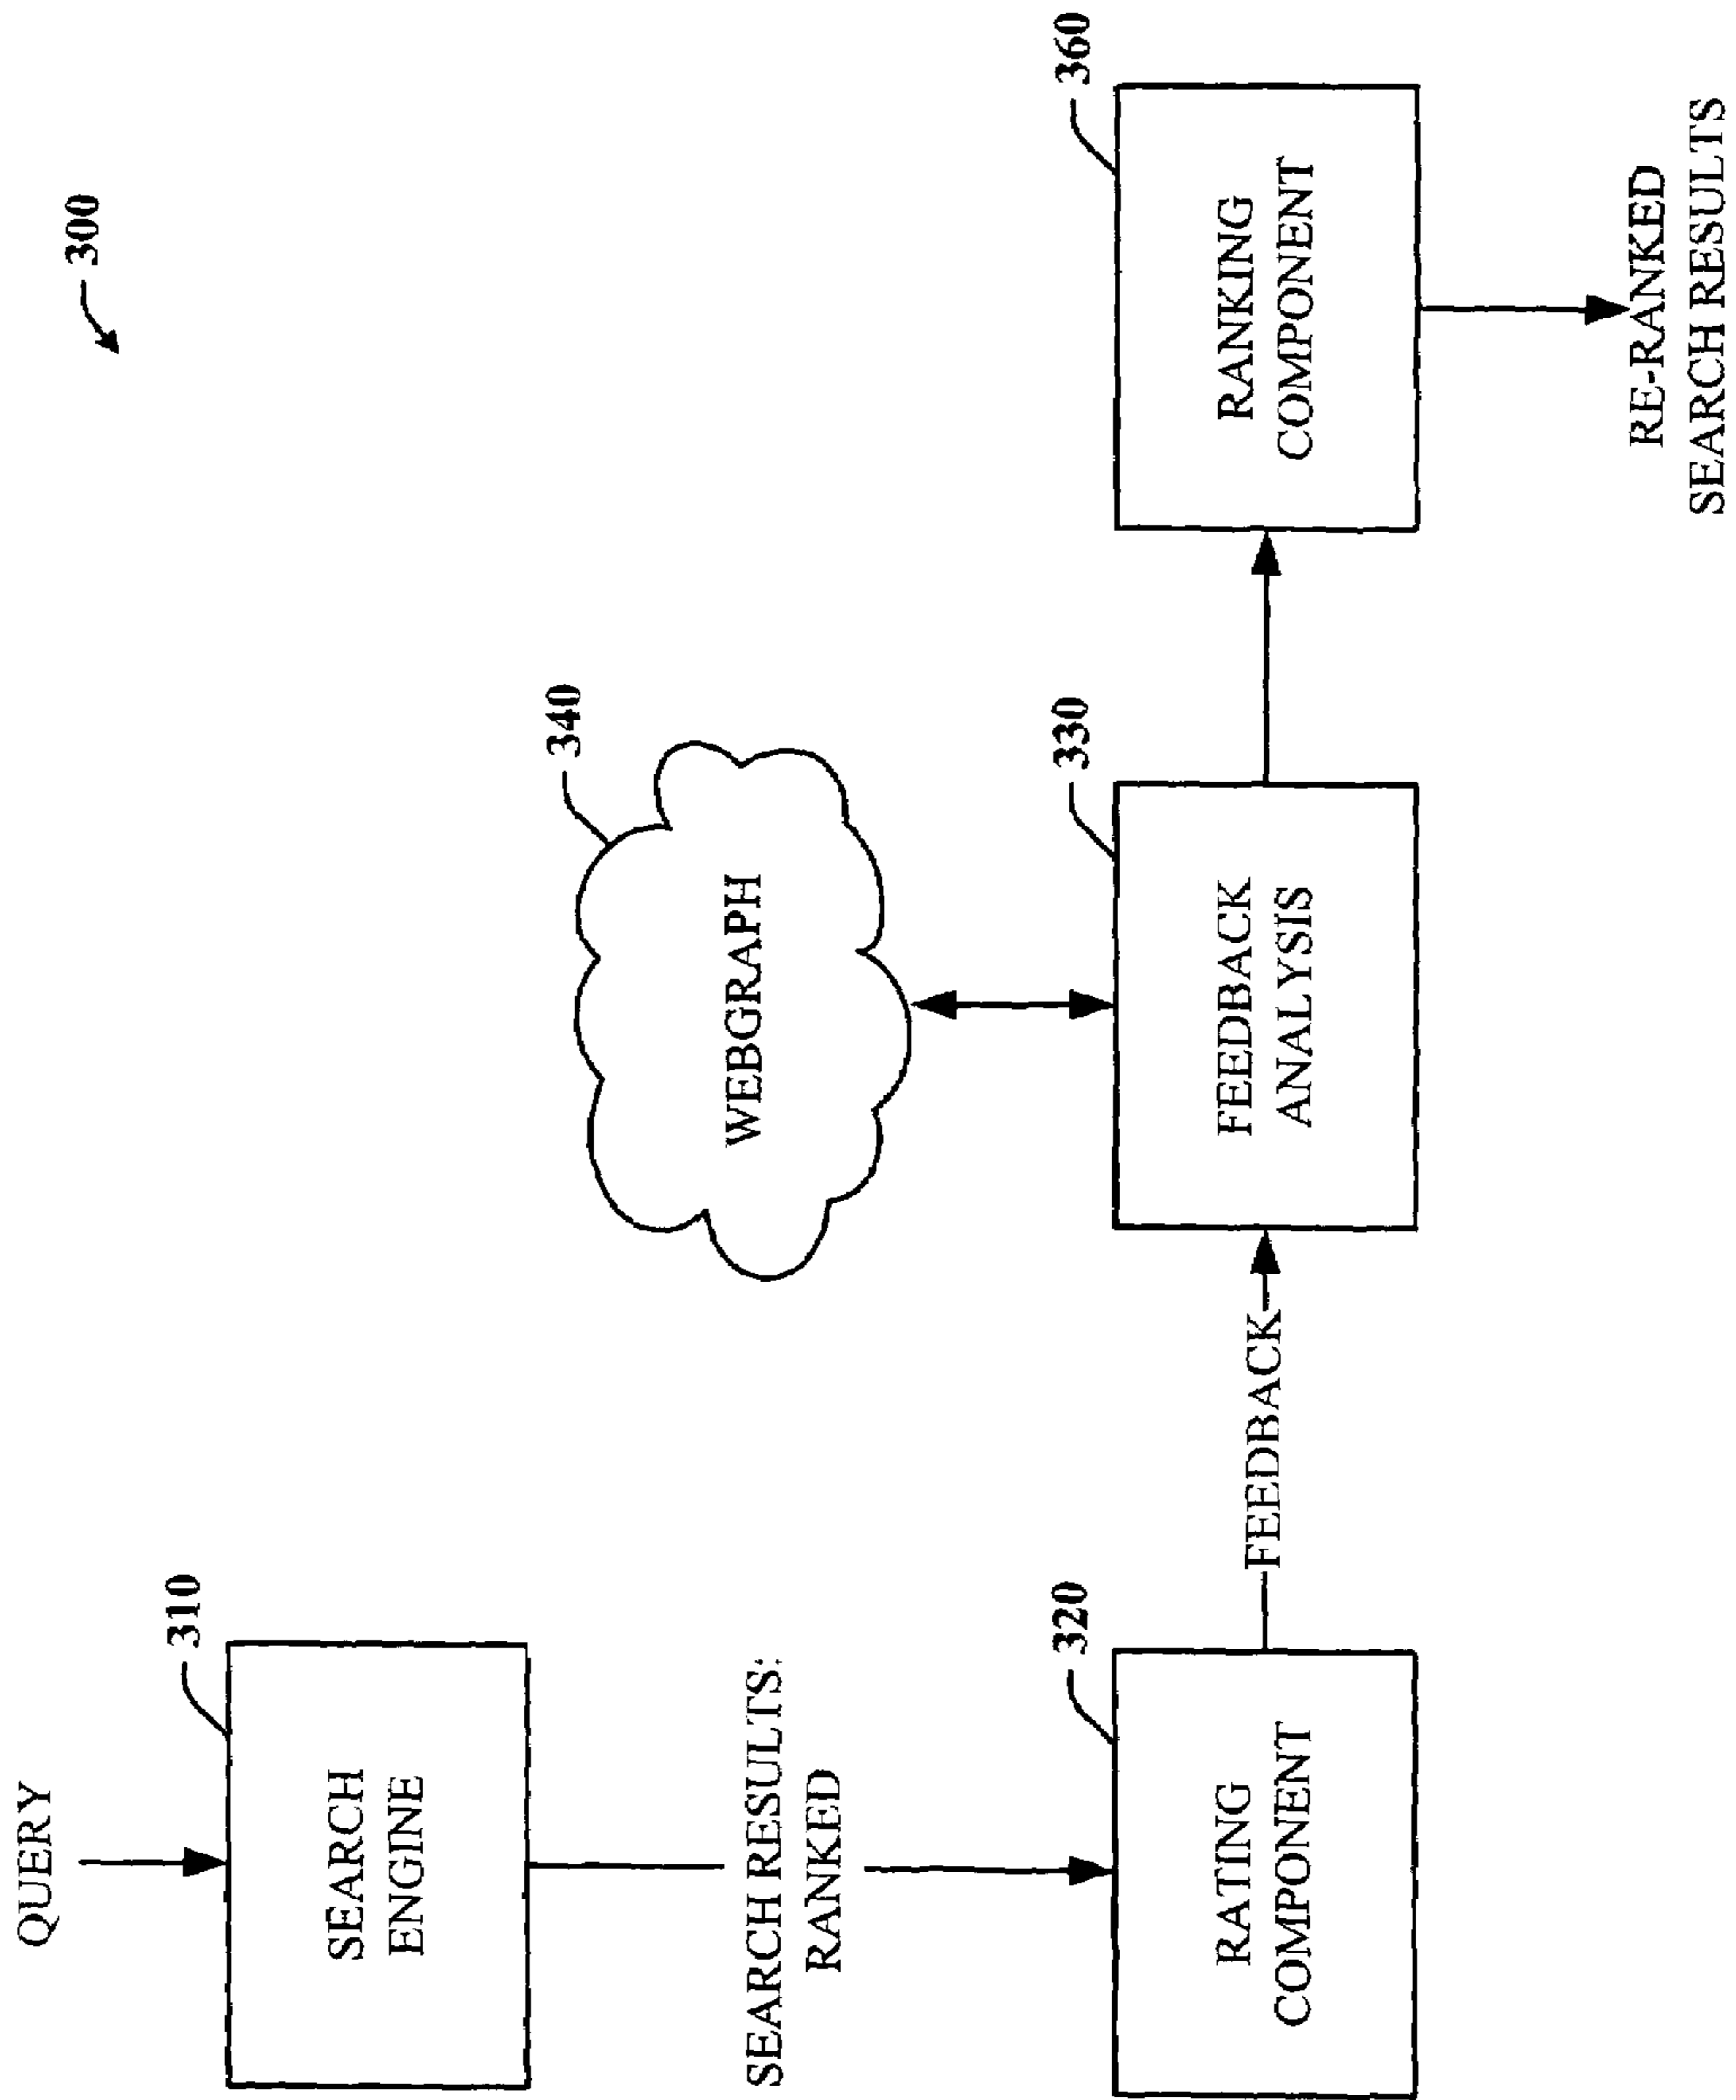 300
QUERY
310
SEARCH
ENGINE
SEARCH RESULTS:
RANKED
320
RATING
COMPONENT
FEEDBACK
340
WEBGRAPH
330
FEEDBACK
ANALYSIS
360
RANKING
COMPONENT
RE-RANKED
SEARCH RESULTS